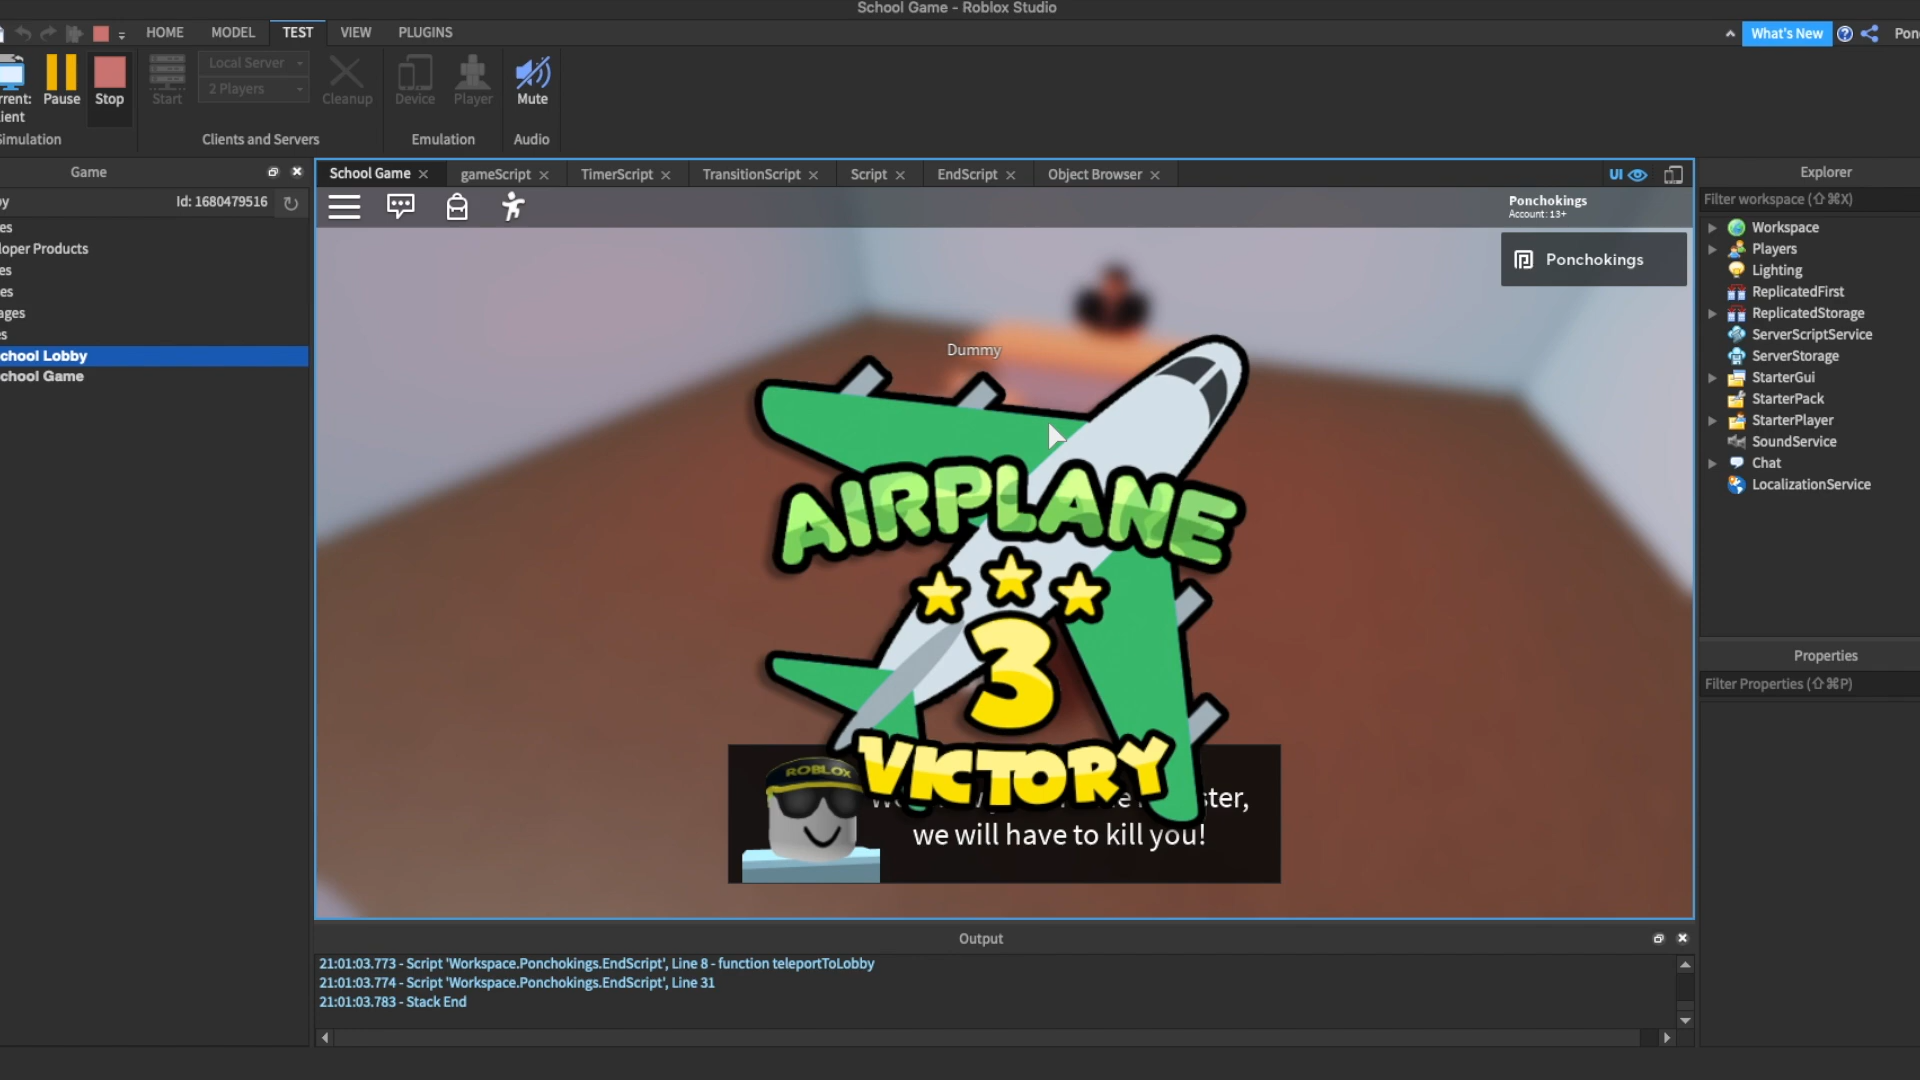 School Game - Roblox Studio
HOME MODEL TEST VIEW PLUGINS
What's New
Pause Stop Start
Local Server
2 Players
Cleanup Device Player Mute
Clients and Servers Emulation Audio
Game
Id: 1680479516
School Game gameScript TimerScript TransitionScript Script EndScript Object Browser
UI
Ponchokings
Account: 13+
Ponchokings
Dummy
AIRPLANE
3
VICTORY
ROBLOX
we will have to kill you!
Output
21:01:03.773 - Script 'Workspace.Ponchokings.EndScript', Line 8 - function teleportToLobby
21:01:03.774 - Script 'Workspace.Ponchokings.EndScript', Line 31
21:01:03.783 - Stack End
Explorer
Filter workspace (⇧⌘X)
Workspace
Players
Lighting
ReplicatedFirst
ReplicatedStorage
ServerScriptService
ServerStorage
StarterGui
StarterPack
StarterPlayer
SoundService
Chat
LocalizationService
Properties
Filter Properties (⇧⌘P)